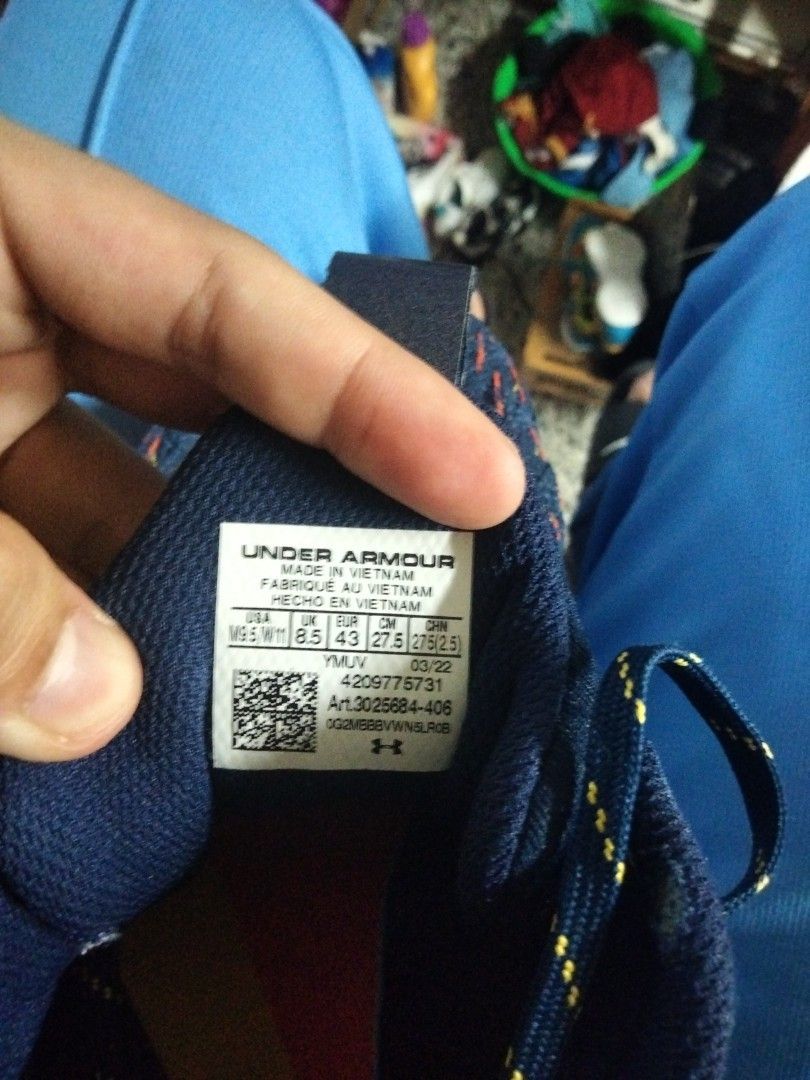 UNDER ARMOUR
MADE IN VIETNAM
FABRIQUÉ AU VIETNAM
HECHO EN VIETNAM
USA UK EUR CM CHN
M9.5/W11 8.5 43 27.5 275(2.5)
YMUV 03/22
4209775731
Art.3025684-406
0G2MBBBVWN5LR0B